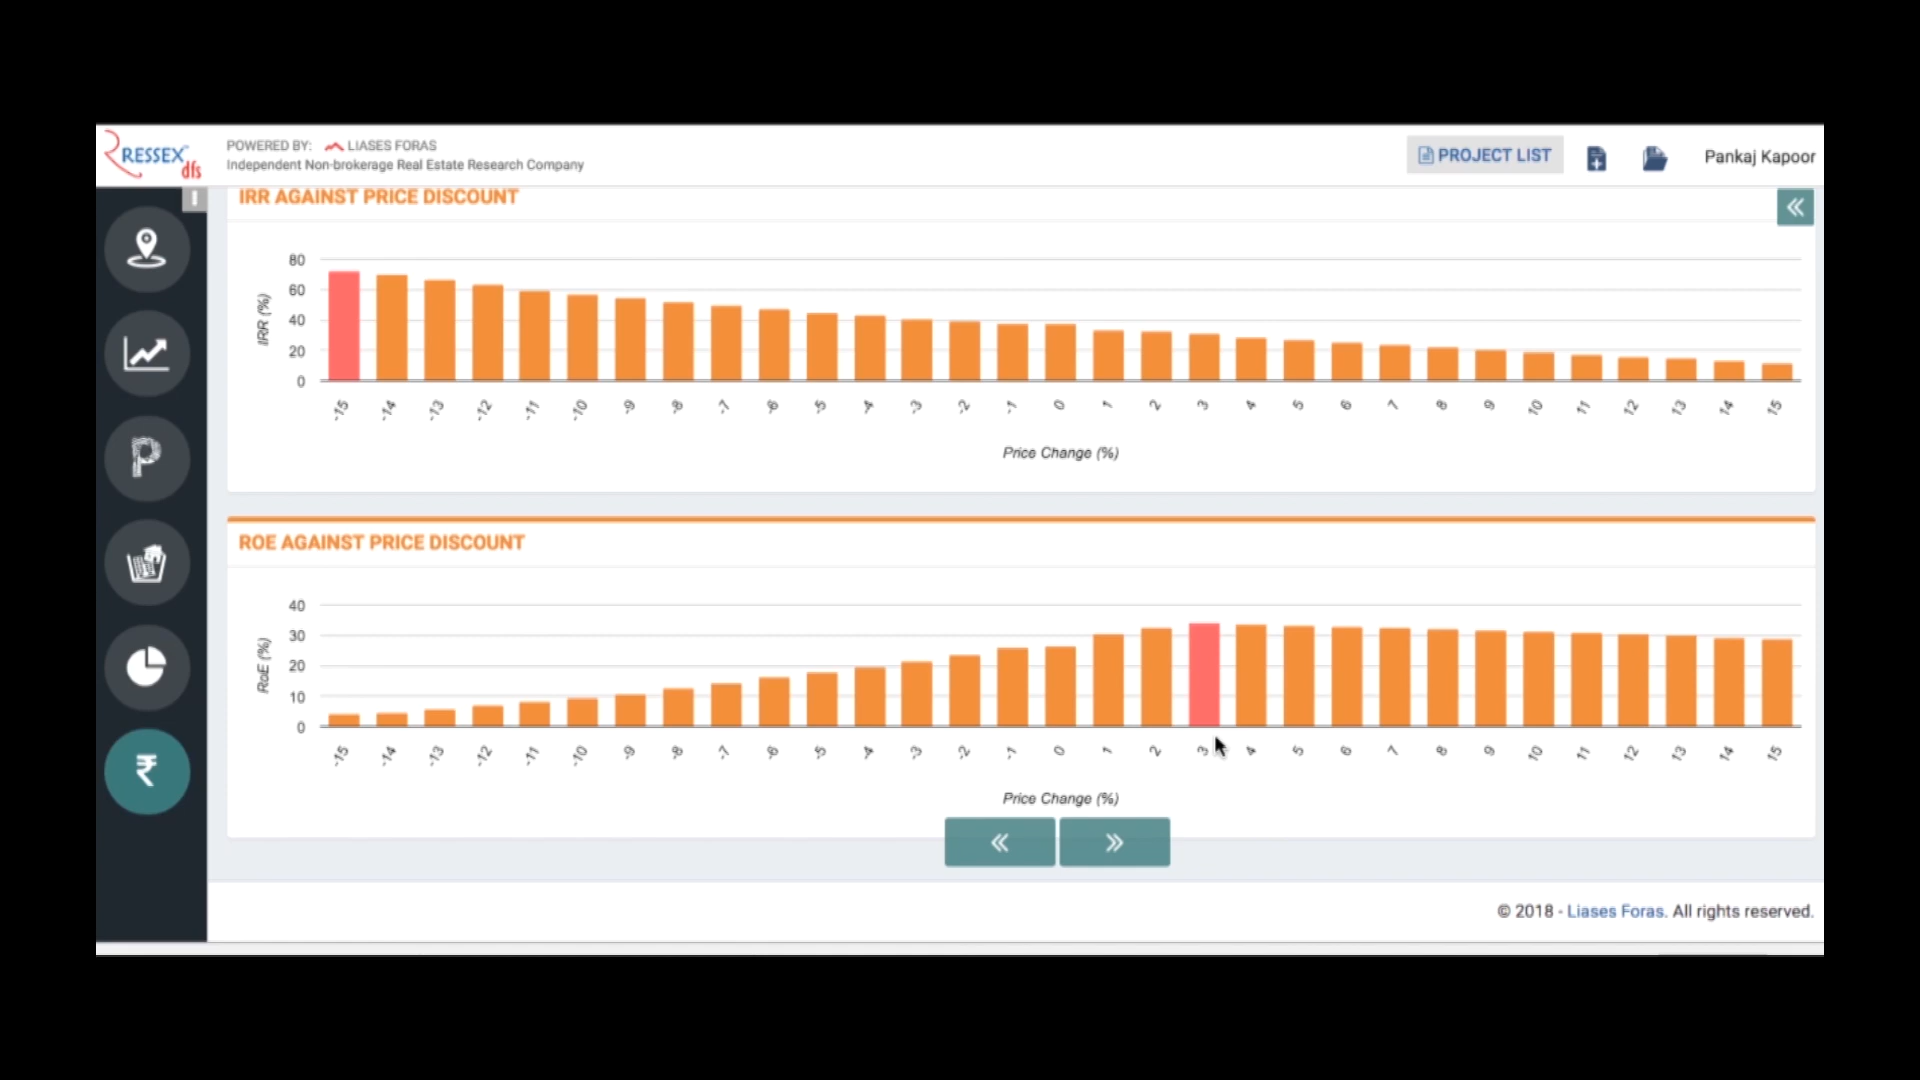 RESSEX
dfs
POWERED BY: LIASES FORAS
Independent Non-brokerage Real Estate Research Company
PROJECT LIST
Pankaj Kapoor
IRR AGAINST PRICE DISCOUNT
IRR (%)
80
60
40
20
0
-15 -14 -13 -12 -11 -10 -9 -8 -7 -6 -5 -4 -3 -2 -1 0 1 2 3 4 5 6 7 8 9 10 11 12 13 14 15
Price Change (%)
P
ROE AGAINST PRICE DISCOUNT
RoE (%)
40
30
20
10
0
-15 -14 -13 -12 -11 -10 -9 -8 -7 -6 -5 -4 -3 -2 -1 0 1 2 3 4 5 6 7 8 9 10 11 12 13 14 15
Price Change (%)
₹
« »
© 2018 - Liases Foras. All rights reserved.